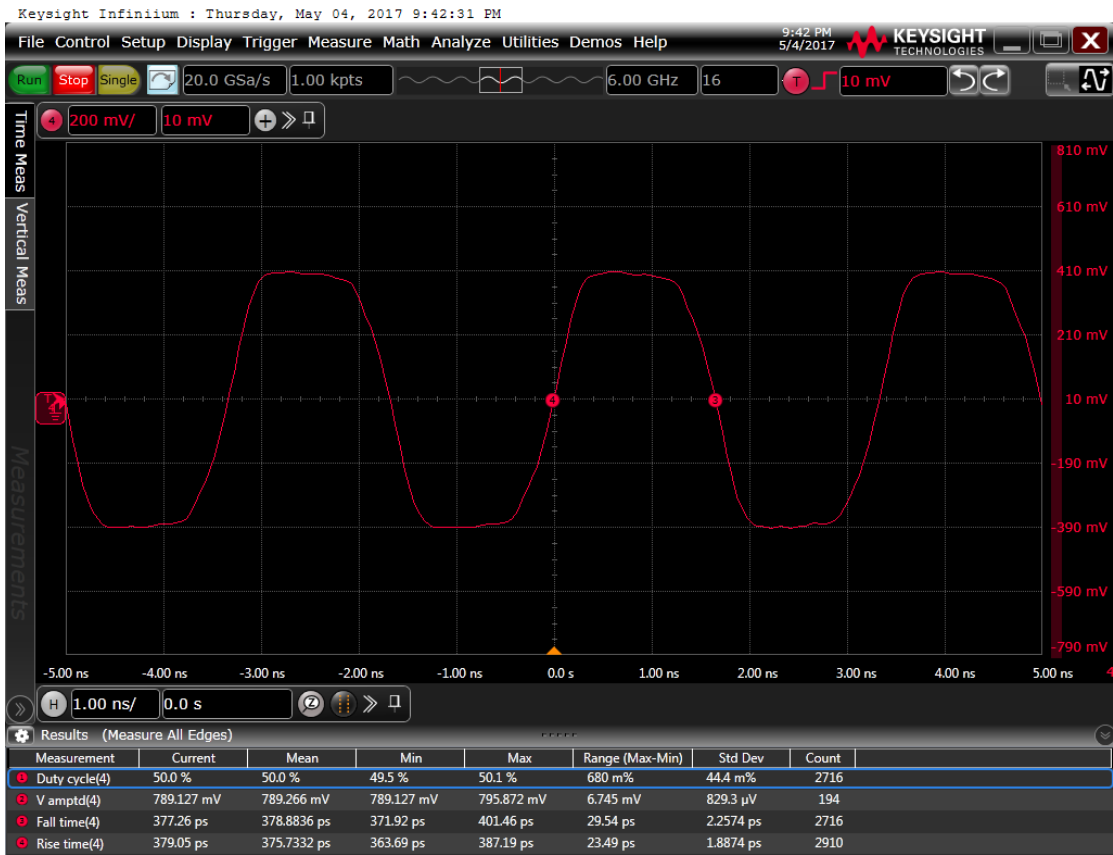 Keysight Infiniium : Thursday, May 04, 2017 9:42:31 PM
File Control Setup Display Trigger Measure Math Analyze Utilities Demos Help 9:42 PM 5/4/2017 KEYSIGHT TECHNOLOGIES X
Run Stop Single 20.0 GSa/s 1.00 kpts 6.00 GHz 16 T 10 mV
4 200 mV/ 10 mV
Time Meas
Vertical Meas
Measurements
810 mV
610 mV
410 mV
210 mV
T 4 3 10 mV
-190 mV
-390 mV
-590 mV
-790 mV
-5.00 ns -4.00 ns -3.00 ns -2.00 ns -1.00 ns 0.0 s 1.00 ns 2.00 ns 3.00 ns 4.00 ns 5.00 ns 4
H 1.00 ns/ 0.0 s Z
Results (Measure All Edges)
Measurement Current Mean Min Max Range (Max-Min) Std Dev Count
1 Duty cycle(4) 50.0 % 50.0 % 49.5 % 50.1 % 680 m% 44.4 m% 2716
2 V amptd(4) 789.127 mV 789.266 mV 789.127 mV 795.872 mV 6.745 mV 829.3 µV 194
3 Fall time(4) 377.26 ps 378.8836 ps 371.92 ps 401.46 ps 29.54 ps 2.2574 ps 2716
4 Rise time(4) 379.05 ps 375.7332 ps 363.69 ps 387.19 ps 23.49 ps 1.8874 ps 2910